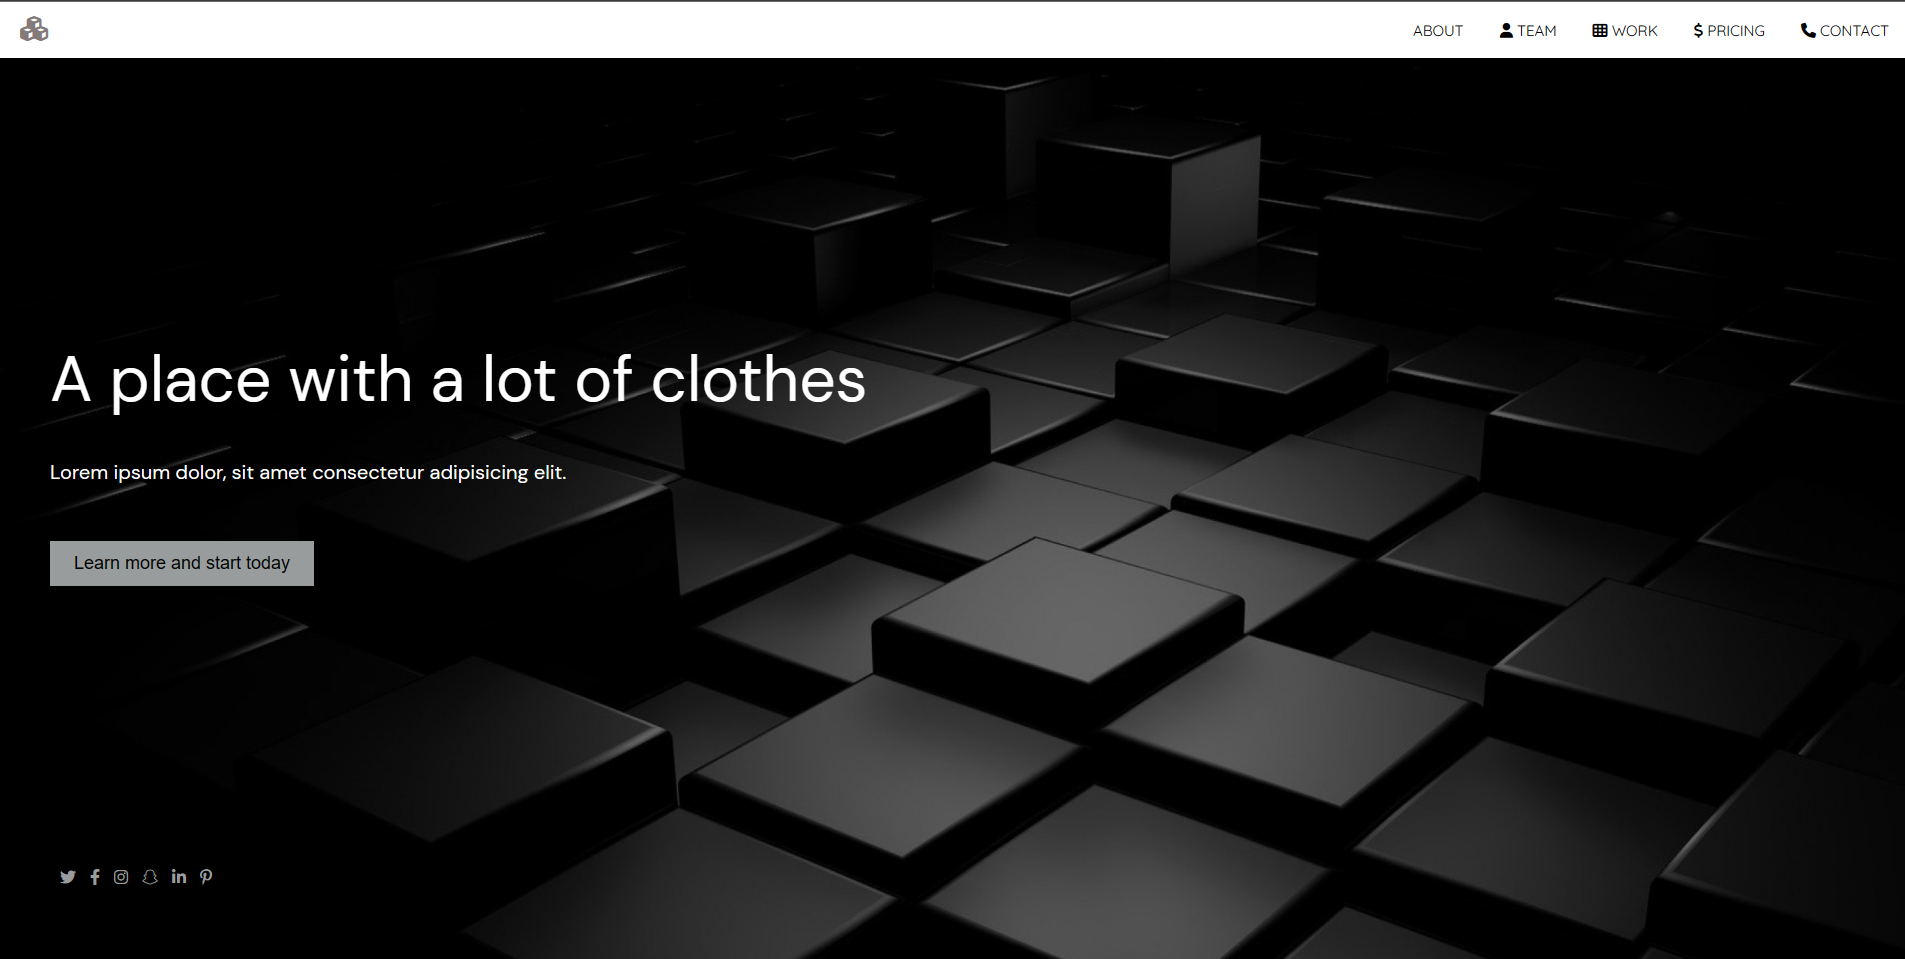 ABOUT TEAM WORK PRICING CONTACT
A place with a lot of clothes
Lorem ipsum dolor, sit amet consectetur adipisicing elit.
Learn more and start today